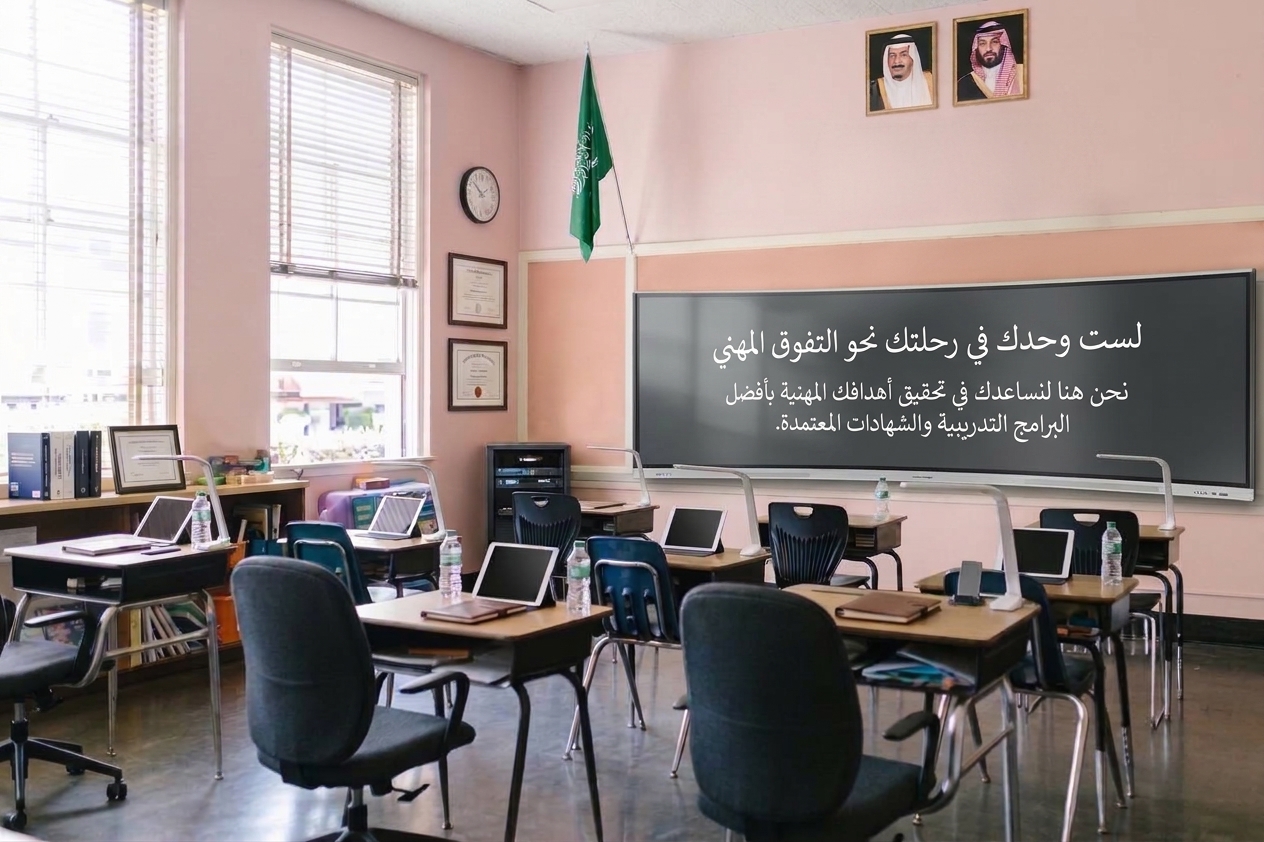 لست وحدك في رحلتك نحو التفوق المهني
نحن هنا لنساعدك في تحقيق أهدافك المهنية بأفضل
البرامج التدريبية والشهادات المعتمدة.